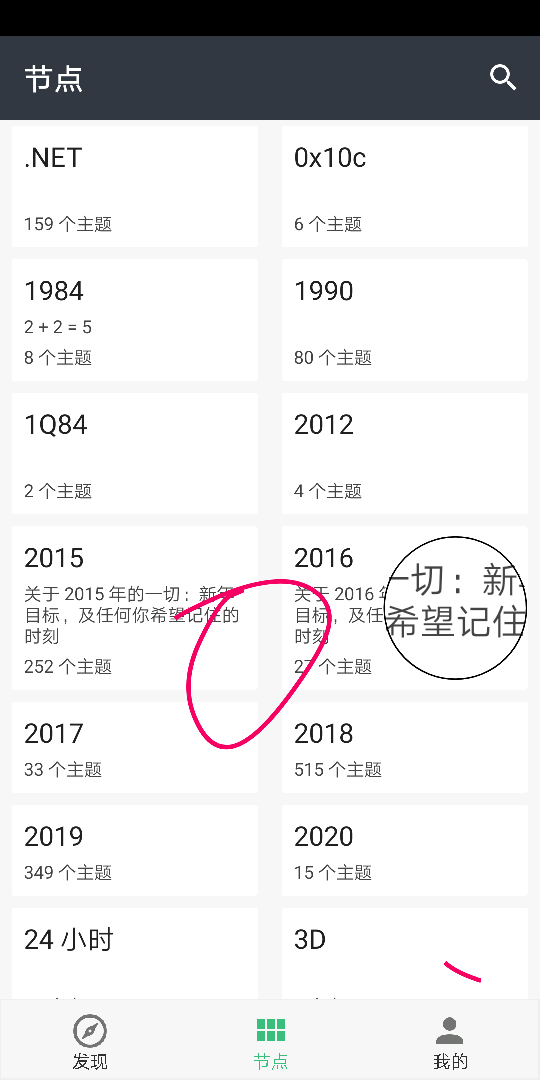 节点
.NET
159 个主题
0x10c
6 个主题
1984
2 + 2 = 5
8 个主题
1990
80 个主题
1Q84
2 个主题
2012
4 个主题
2015
关于 2015 年的一切：新年
目标，及任何你希望记住的
时刻
252 个主题
2016
关于 2016
目标，及任
时刻
个主题
一切：新
希望记住
2017
33 个主题
2018
515 个主题
2019
349 个主题
2020
15 个主题
24 小时
3D
发现
节点
我的